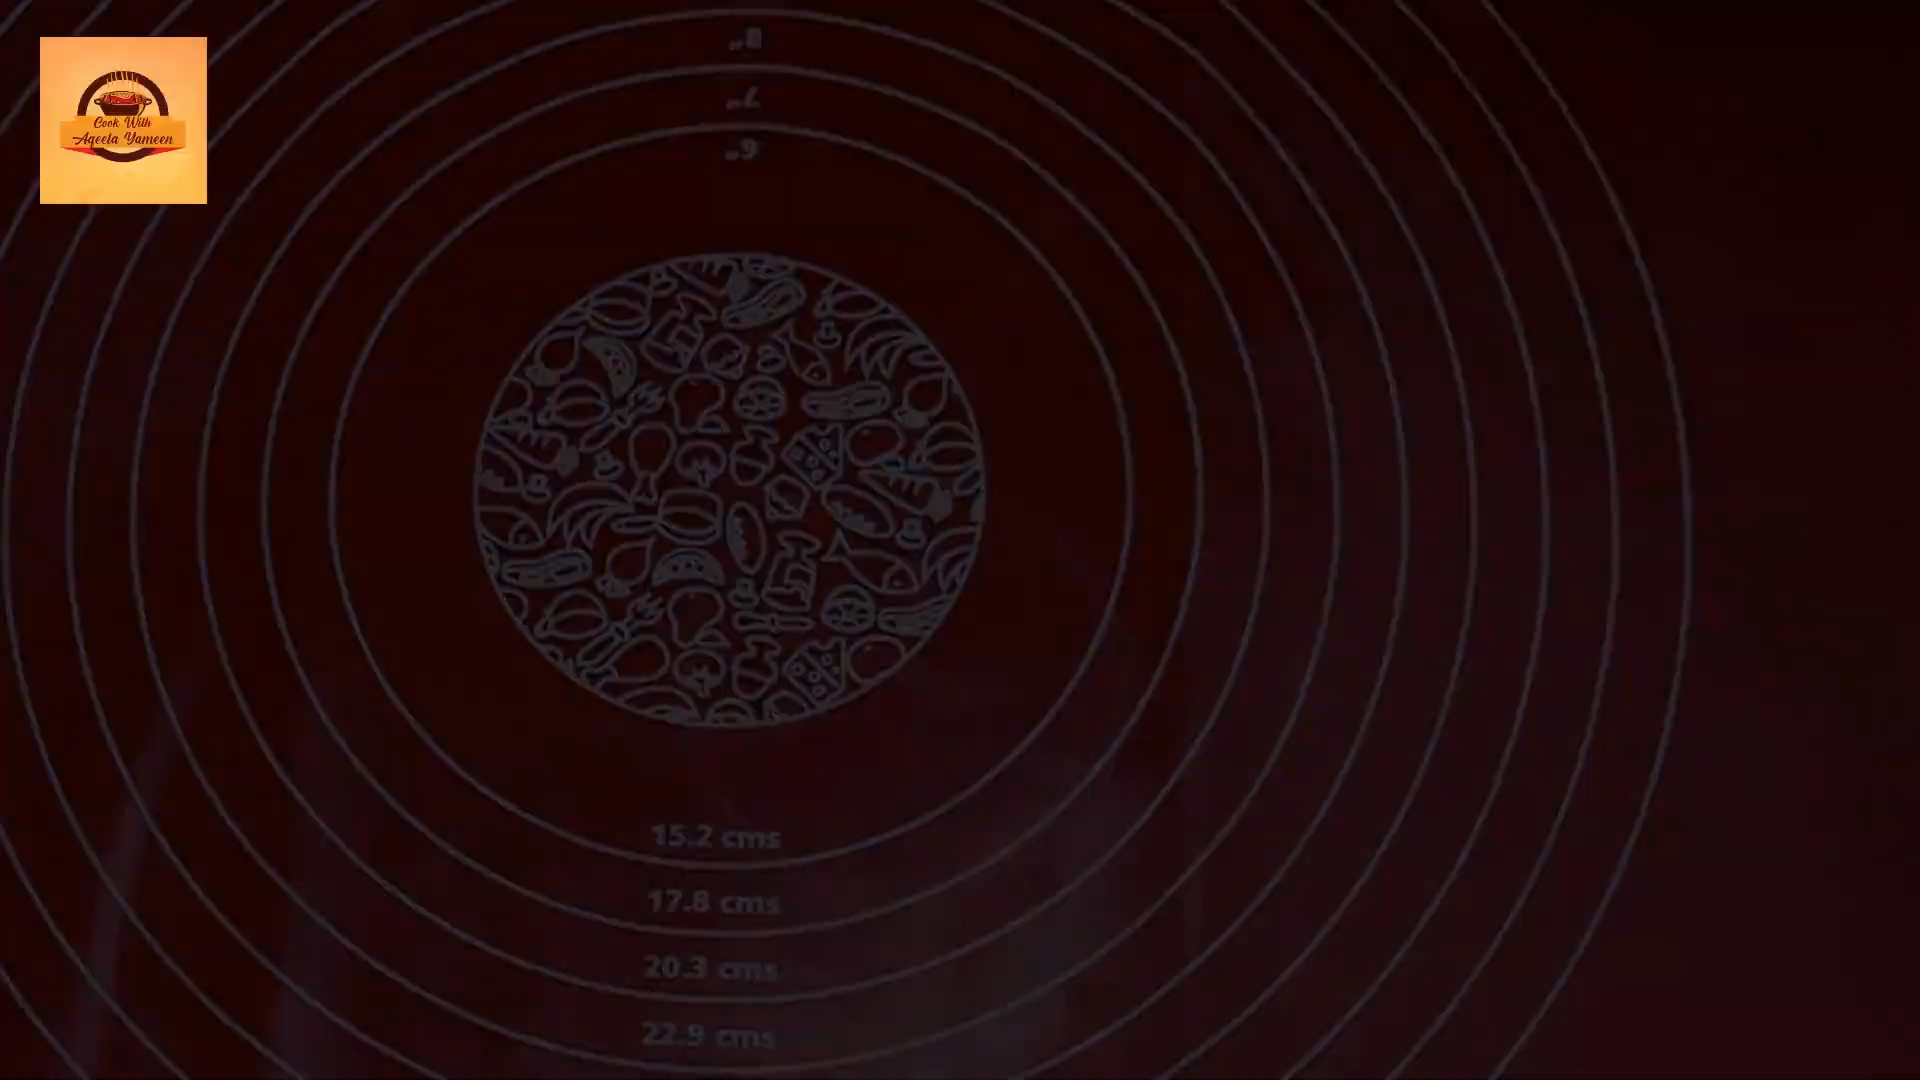 Cook With
Aqeela Yameen
8"
7"
6"
15.2 cms
17.8 cms
20.3 cms
22.9 cms